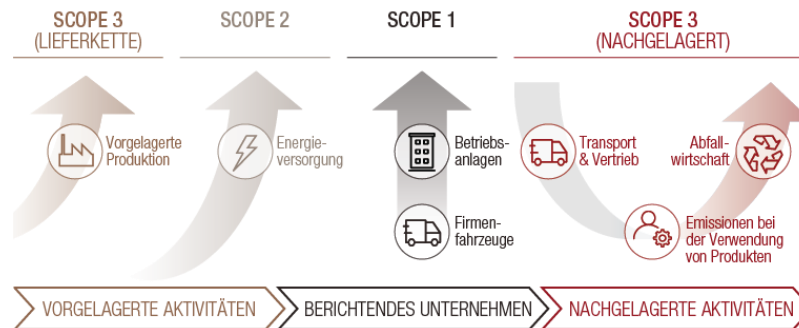 SCOPE 3
(LIEFERKETTE)
SCOPE 2
SCOPE 1
SCOPE 3
(NACHGELAGERT)
Vorgelagerte
Produktion
Energie-
versorgung
Betriebs-
anlagen
Firmen-
fahrzeuge
Transport
& Vertrieb
Abfall-
wirtschaft
Emissionen bei
der Verwendung
von Produkten
VORGELAGERTE AKTIVITÄTEN
BERICHTENDES UNTERNEHMEN
NACHGELAGERTE AKTIVITÄTEN